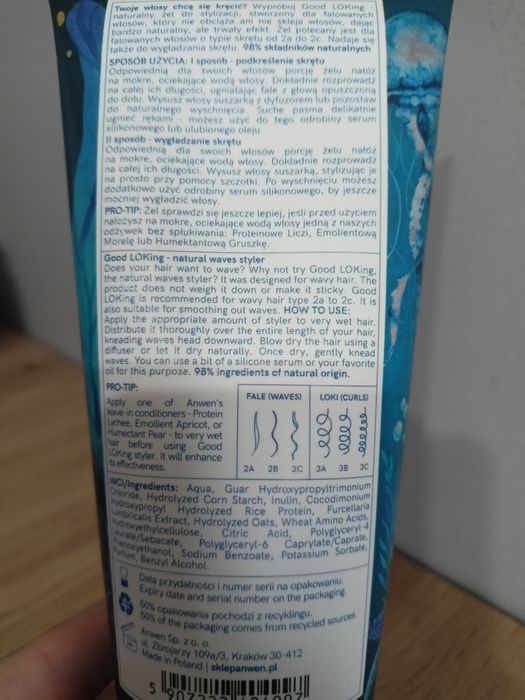 Twoje włosy chcą się kręcić? Wypróbuj Good LOKing -
naturalny żel do stylizacji, stworzony dla falowanych
włosów, który nie obciąża ani nie skleja włosów, dając
bardzo naturalny, ale trwały efekt. Żel polecany jest dla
falowanych włosów o typie skrętu od 2a do 2c. Nadaje się
także do wygładzania skrętu. 98% składników naturalnych
SPOSÓB UŻYCIA: I sposób - podkreślenie skrętu
Odpowiednią dla swoich włosów porcję żelu nałóż
na mokre, ociekające wodą włosy. Dokładnie rozprowadź
na całej ich długości, ugniatając fale z głową opuszczoną
do dołu. Wysusz włosy suszarką z dyfuzorem lub pozostaw
do naturalnego wyschnięcia. Suche pasma delikatnie
ugnieć rękami - możesz użyć do tego odrobiny serum
silikonowego lub ulubionego oleju.
II sposób - wygładzanie skrętu
Odpowiednią dla swoich włosów porcję żelu nałóż
na mokre, ociekające wodą włosy. Dokładnie rozprowadź
na całej ich długości. Wysusz włosy suszarką, stylizując je
na prosto przy pomocy szczotki. Po wyschnięciu możesz
dodatkowo użyć odrobinę serum silikonowego, by jeszcze
mocniej wygładzić włosy.
PRO-TIP: Żel sprawdzi się jeszcze lepiej, jeśli przed użyciem
nałożysz na mokre, ociekające wodą włosy jedną z naszych
odżywek bez spłukiwania: Proteinowe Liczi, Emolientową
Morelę lub Humektantową Gruszkę.
Good LOKing - natural waves styler
Does your hair want to wave? Why not try Good LOKing,
the natural waves styler? It was designed for wavy hair. The
product does not weigh it down or make it sticky. Good
LOKing is recommended for wavy hair type 2a to 2c. It is
also suitable for smoothing out waves. HOW TO USE:
Apply the appropriate amount of styler to very wet hair.
Distribute it thoroughly over the entire length of your hair,
kneading waves head downward. Blow dry the hair using a
diffuser or let it dry naturally. Once dry, gently knead
waves. You can use a bit of a silicone serum or your favorite
oil for this purpose. 98% ingredients of natural origin.
PRO-TIP:
Apply one of Anwen's
leave-in conditioners - Protein
Lychee, Emollient Apricot, or
Humectant Pear - to very wet
hair before using Good
LOKing styler. It will enhance
its effectiveness.
FALE (WAVES)
2A 2B 2C
LOKI (CURLS)
3A 3B 3C
INCI/Ingredients: Aqua, Guar Hydroxypropyltrimonium
Chloride, Hydrolyzed Corn Starch, Inulin, Cocodimonium
Hydroxypropyl Hydrolyzed Rice Protein, Furcellaria
Lumbricalis Extract, Hydrolyzed Oats, Wheat Amino Acids,
Hydroxyethylcellulose, Citric Acid, Polyglyceryl-4
Laurate/Sebacate, Polyglyceryl-6 Caprylate/Caprate,
Phenoxyethanol, Sodium Benzoate, Potassium Sorbate,
Parfum, Benzyl Alcohol.
Data przydatności i numer serii na opakowaniu.
Expiry date and serial number on the packaging.
50% opakowania pochodzi z recyklingu.
50% of the packaging comes from recycled sources.
Anwen Sp. z o. o.
ul. Zbrojarzy 109a/3, Kraków 30-412
Made in Poland | sklepanwen.pl